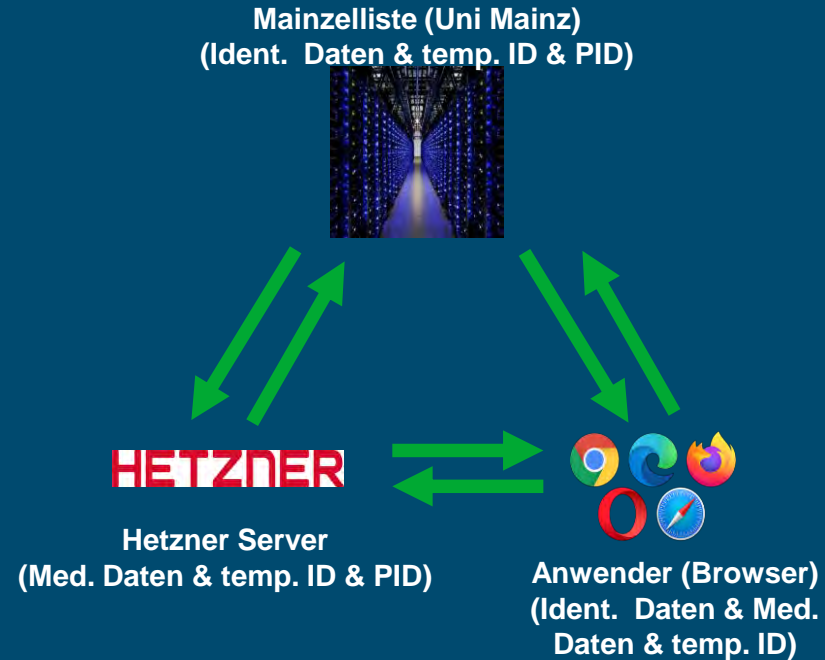 Mainzelliste (Uni Mainz)
(Ident. Daten & temp. ID & PID)
HETZNER
Hetzner Server
(Med. Daten & temp. ID & PID)
Anwender (Browser)
(Ident. Daten & Med.
Daten & temp. ID)